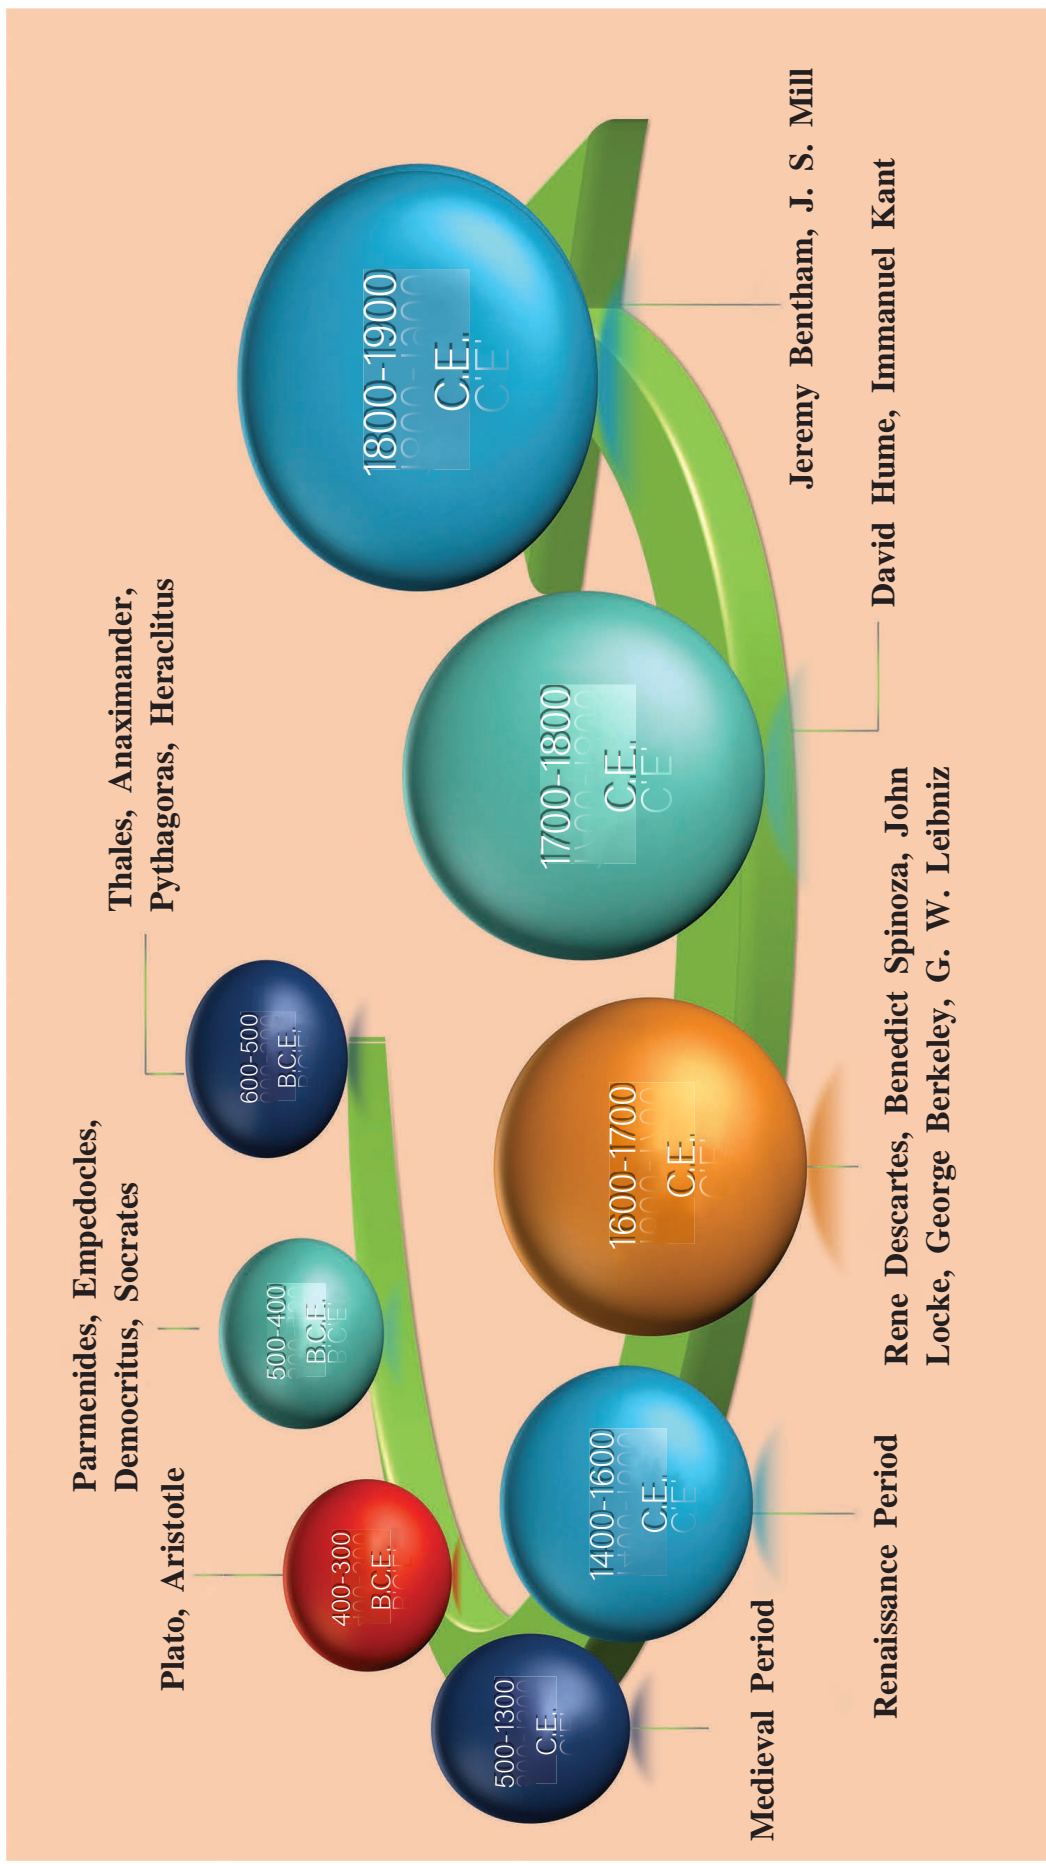 Thales, Anaximander,
Pythagoras, Heraclitus
600-500
B.C.E.
Parmenides, Empedocles,
Democritus, Socrates
500-400
B.C.E.
Plato, Aristotle
400-300
B.C.E.
500-1300
C.E.
Medieval Period
1400-1600
C.E.
Renaissance Period
1600-1700
C.E.
Rene Descartes, Benedict Spinoza, John
Locke, George Berkeley, G. W. Leibniz
1700-1800
C.E.
David Hume, Immanuel Kant
1800-1900
C.E.
Jeremy Bentham, J. S. Mill